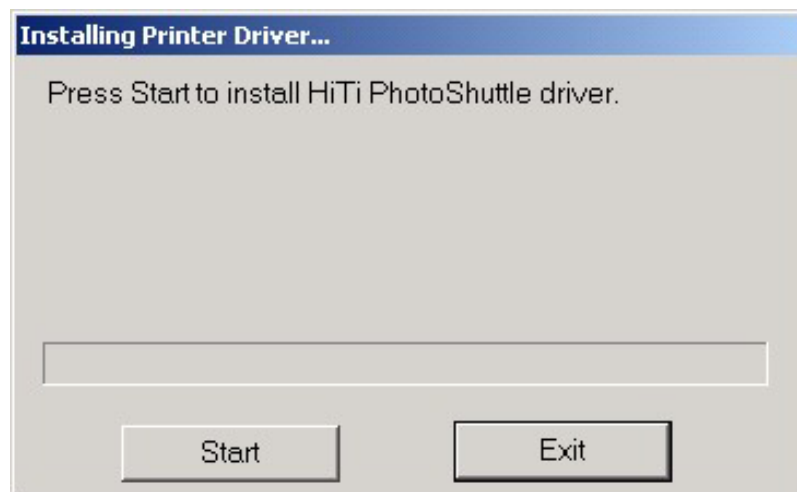 Installing Printer Driver...
Press Start to install HiTi PhotoShuttle driver.
Start
Exit